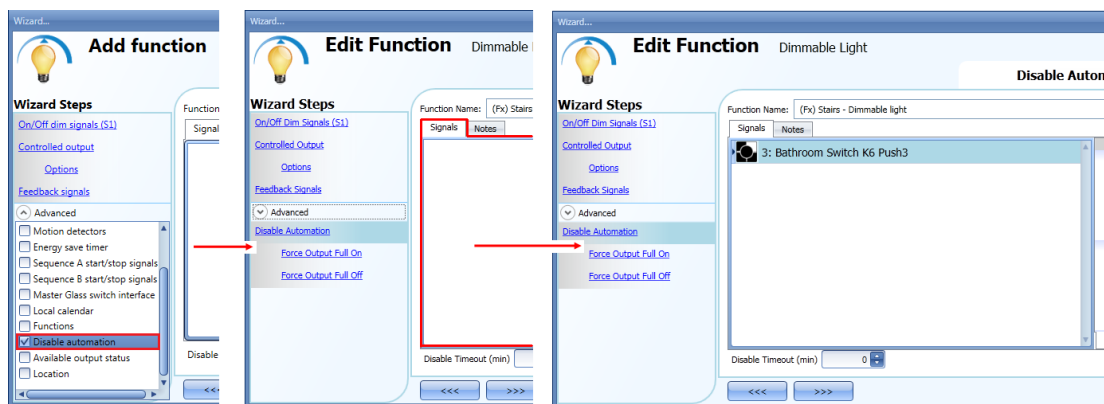 Wizard...
Add function
Wizard Steps
On/Off dim signals (S1)
Controlled output
Options
Feedback signals
Advanced
Motion detectors
Energy save timer
Sequence A start/stop signals
Sequence B start/stop signals
Master Glass switch interface
Local calendar
Functions
Disable automation
Available output status
Location
Function
Signal
Disable
<<<
Wizard...
Edit Function Dimmable
Wizard Steps
On/Off Dim Signals (S1)
Controlled Output
Options
Feedback Signals
Advanced
Disable Automation
Force Output Full On
Force Output Full Off
Function Name: (Fx) Stairs
Signals Notes
Disable Timeout (min)
<<< >>>
Wizard...
Edit Function Dimmable Light
Disable Autom
Wizard Steps
On/Off Dim Signals (S1)
Controlled Output
Options
Feedback Signals
Advanced
Disable Automation
Force Output Full On
Force Output Full Off
Function Name: (Fx) Stairs - Dimmable light
Signals Notes
3: Bathroom Switch K6 Push3
Disable Timeout (min) 0
<<< >>>